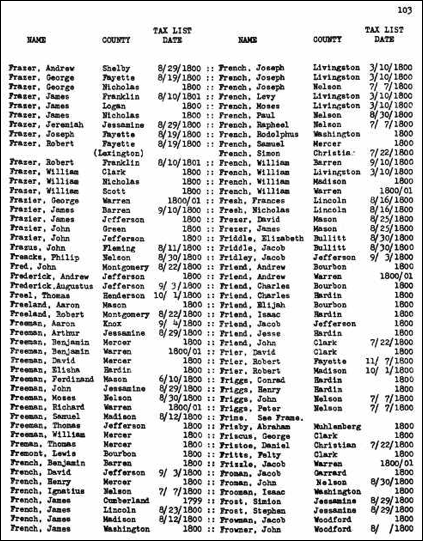 103
TAX LIST TAX LIST
NAME COUNTY DATE NAME COUNTY DATE
Frazer, Andrew Shelby 8/29/1800 :: French, Joseph Livingston 3/10/1800
Frazer, George Fayette 8/19/1800 :: French, Joseph Livingston 3/10/1800
Frazer, George Nicholas 1800 :: French, Joseph Nelson 7/ 7/1800
Frazer, James Franklin 8/10/1801 :: French, Levy Livingston 3/10/1800
Frazer, James Logan 1800 :: French, Moses Livingston 3/10/1800
Frazer, James Nicholas 1800 :: French, Paul Nelson 8/30/1800
Frazer, Jeremiah Jessamine 8/29/1800 :: French, Rapheel Nelson 7/ 7/1800
Frazer, Joseph Fayette 8/19/1800 :: French, Rodolphus Washington 1800
Frazer, Robert Fayette 8/19/1800 :: French, Samuel Mercer 1800
(Lexington) French, Simon Christia. 7/22/1800
Frazer, Robert Franklin 8/10/1801 :: French, William Barren 9/10/1800
Frazer, William Clark 1800 :: French, William Livingston 3/10/1800
Frazer, William Nicholas 1800 :: French, William Madison 1800
Frazer, William Scott 1800 :: French, William Warren 1800/01
Frazier, George Warren 1800/01 :: Fresh, Frances Lincoln 8/16/1800
Frazier, James Barren 9/10/1800 :: Fresh, Nicholas Lincoln 8/16/1800
Frazier, James Jefferson 1800 :: Frezer, David Mason 8/25/1800
Frazier, John Green 1800 :: Frezer, James Mason 8/25/1800
Frazier, John Jefferson 1800 :: Friddle, Elizabeth Bullitt 8/30/1800
Frazus, John Fleming 8/11/1800 :: Friddle, Jacob Bullitt 8/30/1800
Freacks, Philip Nelson 8/30/1800 :: Fridley, Jacob Jefferson 9/ 3/1800
Fred, John Montgomery 8/22/1800 :: Friend, Andrew Bourbon 1800
Frederick, Andrew Jefferson 1800 :: Friend, Andrew Warren 1800/01
Frederick,Augustus Jefferson 9/ 3/1800 :: Friend, Charles Bourbon 1800
Freel, Thomas Henderson 10/ 1/1800 :: Friend, Charles Hardin 1800
Freeland, Aaron Mason 1800 :: Friend, Elijah Bourbon 1800
Freeland, Robert Montgomery 8/22/1800 :: Friend, Isaac Hardin 1800
Freeman, Aaron Knox 9/ 4/1800 :: Friend, Jacob Jefferson 1800
Freeman, Arthur Jessamine 8/29/1800 :: Friend, Jesse Hardin 1800
Freeman, Benjamin Mercer 1800 :: Friend, John Clark 7/22/1800
Freeman, Benjamin Warren 1800/01 :: Frier, David Clark 1800
Freeman, David Mercer 1800 :: Frier, Robert Fayette 11/ 7/1800
Freeman, Elisha Hardin 1800 :: Frier, Robert Madison 10/ 1/1800
Freeman, Ferdinand Mason 6/10/1800 :: Friggs, Conrad Hardin 1800
Freeman, John Jessamine 8/29/1800 :: Friggs, Henry Hardin 1800
Freeman, Moses Nelson 8/30/1800 :: Friggs, John Nelson 7/ 7/1800
Freeman, Richard Warren 1800/01 :: Friggs, Peter Nelson 7/ 7/1800
Freeman, Samuel Madison 8/12/1800 :: Frime. See Frame.
Freeman, Thomas Jefferson 1800 :: Frisby, Abraham Muhlenberg 1800
Freeman, William Mercer 1800 :: Friscus, George Clark 1800
Freman, Thomas Mercer 1800 :: Fristoe, Daniel Christian 7/22/1800
Fremont, Lewis Bourbon 1800 :: Fritts, Felty Clark 1800
French, Benjamin Barren 1800 :: Frizzle, Jacob Warren 1800/01
French, David Jefferson 9/ 3/1800 :: Froman, Jacob Garrard 1800
French, Henry Mercer 1800 :: Froman, John Nelson 8/30/1800
French, Ignatius Nelson 7/ 7/1800 :: Frooman, Isaac Washington 1800
French, James Cumberland 1799 :: Frost, Simion Jessamine 8/29/1800
French, James Lincoln 8/23/1800 :: Frost, Stephen Jessamine 8/29/1800
French, James Madison 8/12/1800 :: Frowman, Jacob Woodford 1800
French, James Washington 1800 :: Frowner, John Woodford 8/ /1800